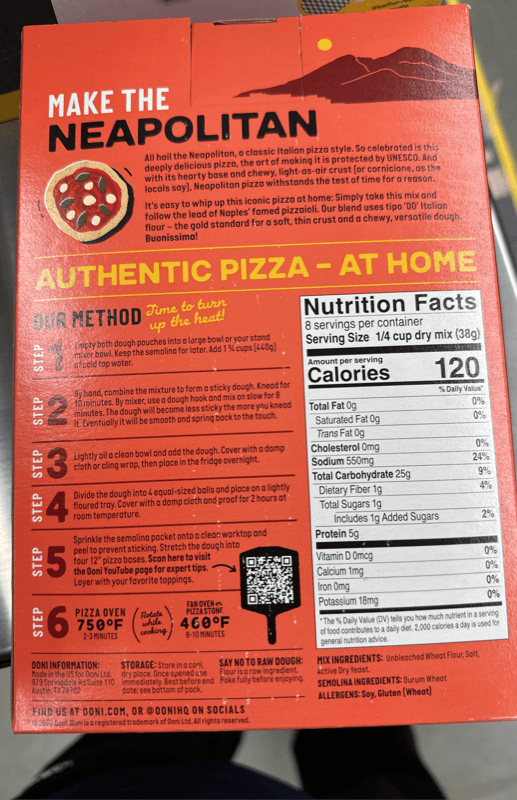 MAKE THE
NEAPOLITAN
All hail the Neapolitan, a classic Italian pizza style. So celebrated is this
deeply delicious pizza, the art of making it is protected by UNESCO. And
with its hearty base and chewy, light-as-air crust (or cornicione, as the
locals say), Neapolitan pizza withstands the test of time for a reason.
It's easy to whip up this iconic pizza at home: Simply take this mix and
follow the lead of Naples' famed pizzaioli. Our blend uses tipo '00' Italian
flour – the gold standard for a soft, thin crust and a chewy, versatile dough.
Buonissima!
AUTHENTIC PIZZA – AT HOME
OUR METHOD
Time to turn
up the heat!
STEP 1
Empty both dough pouches into a large bowl or your stand
mixer bowl. Keep the semolina for later. Add 1 ¾ cups (440g)
of cold tap water.
STEP 2
By hand, combine the mixture to form a sticky dough. Knead for
10 minutes. By mixer, use a dough hook and mix on slow for 8
minutes. The dough will become less sticky the more you knead
it. Eventually it will be smooth and spring back to the touch.
STEP 3
Lightly oil a clean bowl and add the dough. Cover with a damp
cloth or cling wrap, then place in the fridge overnight.
STEP 4
Divide the dough into 4 equal-sized balls and place on a lightly
floured tray. Cover with a damp cloth and proof for 2 hours at
room temperature.
STEP 5
Sprinkle the semolina packet onto a clean worktop and
peel to prevent sticking. Stretch the dough into
four 12" pizza bases. Scan here to visit
the Ooni YouTube page for expert tips.
Layer with your favorite toppings.
STEP 6
PIZZA OVEN
750°F
2-3 MINUTES
Rotate
while
cooking
FAN OVEN or
PIZZA STONE
460°F
8-10 MINUTES
Nutrition Facts
8 servings per container
Serving Size 1/4 cup dry mix (38g)
Amount per serving
Calories 120
% Daily Value*
Total Fat 0g 0%
Saturated Fat 0g 0%
Trans Fat 0g
Cholesterol 0mg 0%
Sodium 550mg 24%
Total Carbohydrate 25g 9%
Dietary Fiber 1g 4%
Total Sugars 1g
Includes 1g Added Sugars 2%
Protein 5g
Vitamin D 0mcg 0%
Calcium 1mg 0%
Iron 0mg 0%
Potassium 18mg 0%
*The % Daily Value (DV) tells you how much nutrient in a serving
of food contributes to a daily diet. 2,000 calories a day is used for
general nutrition advice.
OONI INFORMATION:
Made in the US for Ooni Ltd.
979 Springdale Rd Suite 110
Austin, TX 78702
STORAGE: Store in a cool,
dry place. Once opened use
immediately. Best before end
date: see bottom of pack.
SAY NO TO RAW DOUGH:
Flour is a raw ingredient.
Bake fully before enjoying.
MIX INGREDIENTS: Unbleached Wheat Flour, Salt,
Active Dry Yeast.
SEMOLINA INGREDIENTS: Durum Wheat
ALLERGENS: Soy, Gluten (Wheat)
FIND US AT OONI.COM, OR @OONIHQ ON SOCIALS
Ooni. Ooni is a registered trademark of Ooni Ltd. All rights reserved.